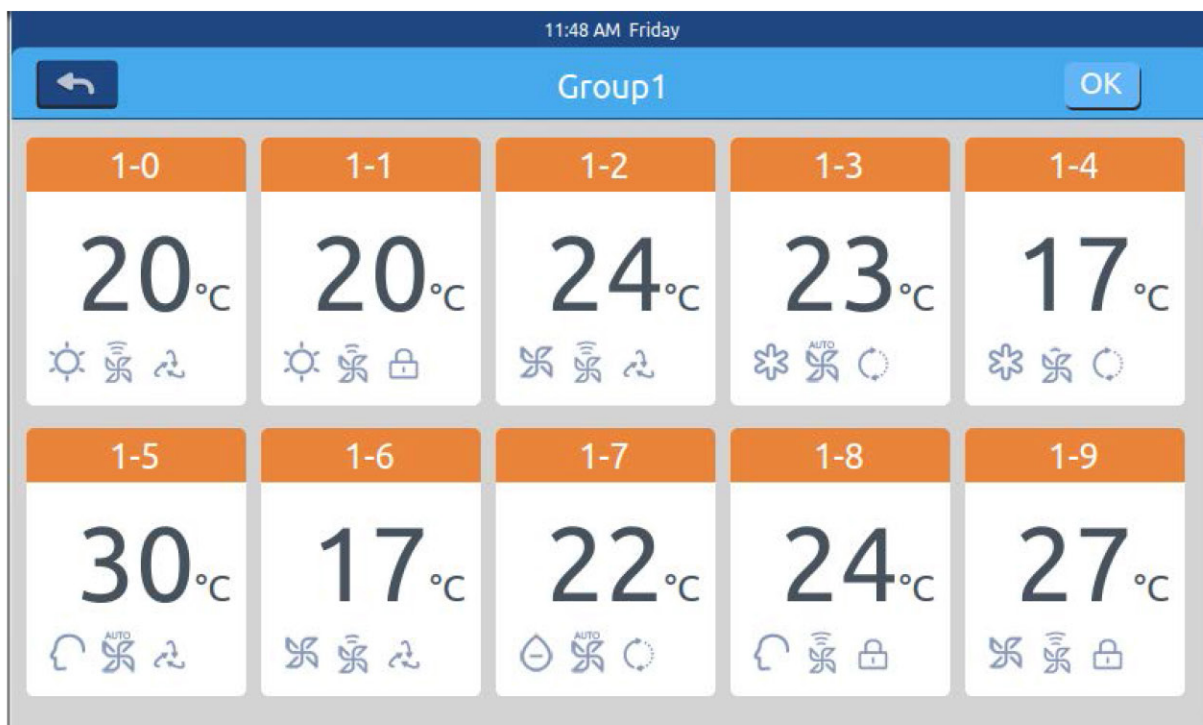 11:48 AM Friday
Group1
OK
1-0
1-1
1-2
1-3
1-4
20°C
20°C
24°C
23°C
17°C
AUTO
1-5
1-6
1-7
1-8
1-9
30°C
17°C
22°C
24°C
27°C
AUTO
AUTO